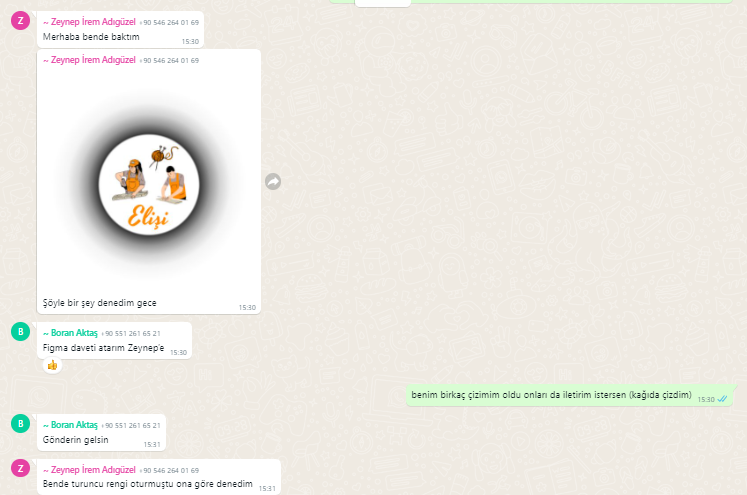 Z
~ Zeynep İrem Adıgüzel +90 546 264 01 69
Merhaba bende baktım
15:30
~ Zeynep İrem Adıgüzel +90 546 264 01 69
Elişi
Şöyle bir şey denedim gece
15:30
B
~ Boran Aktaş +90 551 261 65 21
Figma daveti atarım Zeynep'e 15:30
benim birkaç çizimim oldu onları da iletirim istersen (kağıda çizdim) 15:30
B
~ Boran Aktaş +90 551 261 65 21
Gönderin gelsin
15:31
Z
~ Zeynep İrem Adıgüzel +90 546 264 01 69
Bende turuncu rengi oturmuştu ona göre denedim 15:31